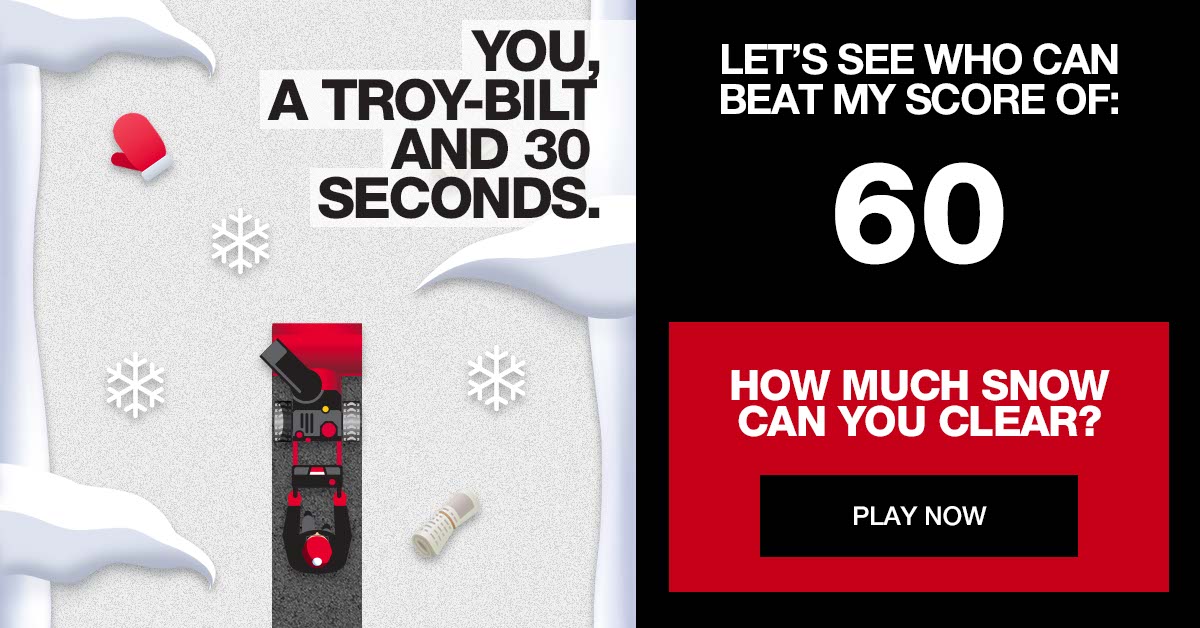 YOU,
A TROY-BILT
AND 30
SECONDS.
LET’S SEE WHO CAN
BEAT MY SCORE OF:
60
HOW MUCH SNOW
CAN YOU CLEAR?
PLAY NOW